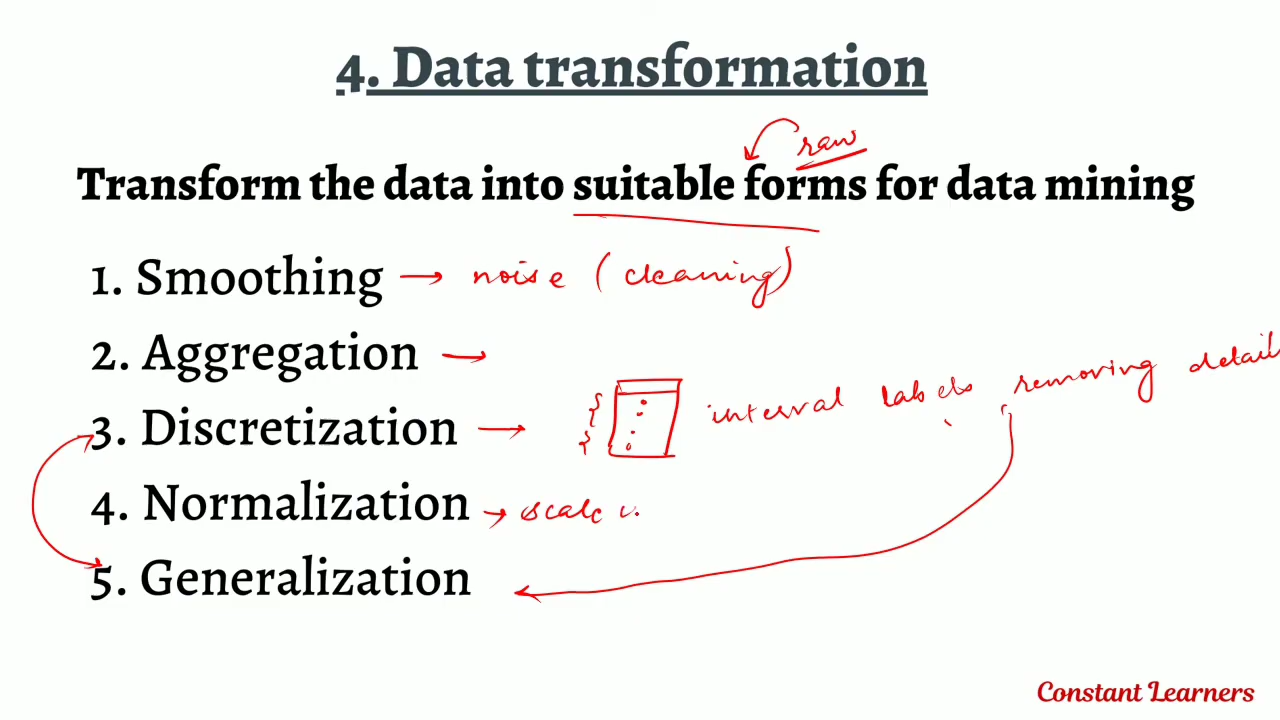 4. Data transformation
raw
Transform the data into suitable forms for data mining
1. Smoothing → noise (cleaning)
2. Aggregation →
3. Discretization → interval labels removing detail
4. Normalization → scale
5. Generalization
Constant Learners